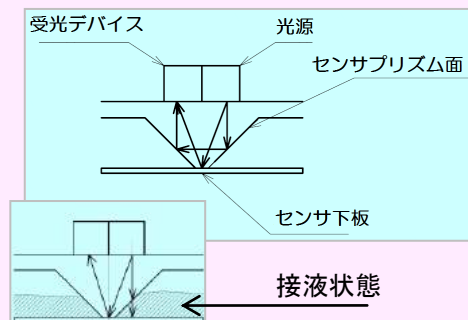 受光デバイス
光源
センサプリズム面
センサ下板
接液状態